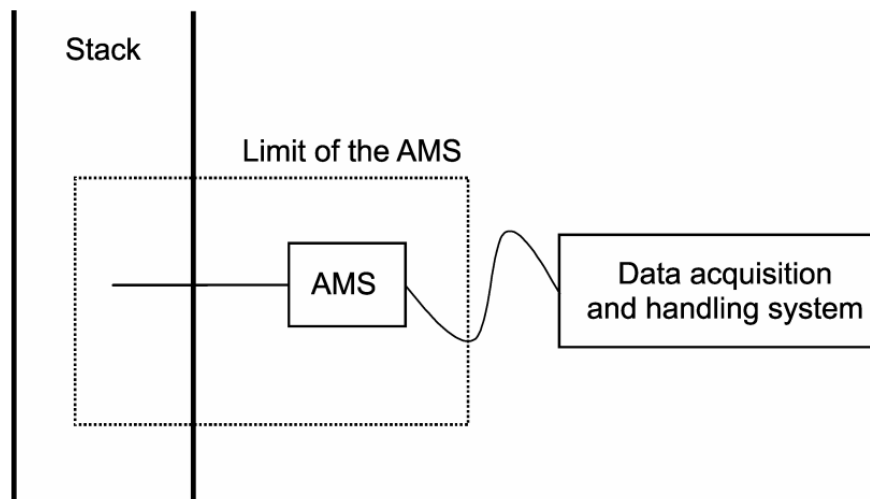 Stack
Limit of the AMS
AMS
Data acquisition
and handling system